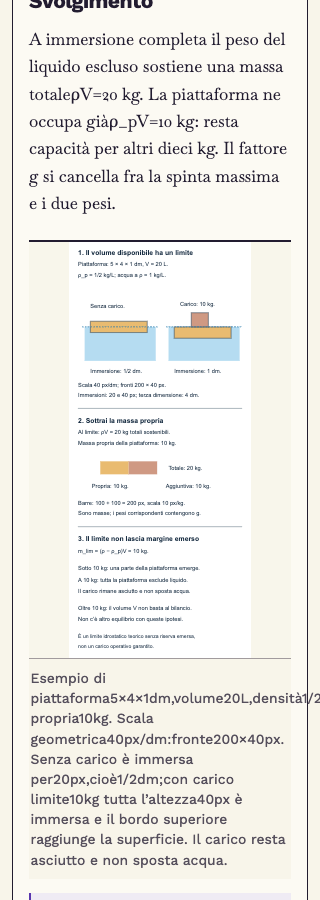 Svolgimento
A immersione completa il peso del
liquido escluso sostiene una massa
totaleρV=20 kg. La piattaforma ne
occupa giàρ_pV=10 kg: resta
capacità per altri dieci kg. Il fattore
g si cancella fra la spinta massima
e i due pesi.
1. Il volume disponibile ha un limite
Piattaforma: 5 × 4 × 1 dm, V = 20 L.
ρ_p = 1/2 kg/L; acqua a ρ = 1 kg/L.
Senza carico.
Carico: 10 kg.
Immersione: 1/2 dm.
Immersione: 1 dm.
Scala 40 px/dm; fronti 200 × 40 px.
Immersioni: 20 e 40 px; terza dimensione: 4 dm.
2. Sottrai la massa propria
Al limite: ρV = 20 kg totali sostenibili.
Massa propria della piattaforma: 10 kg.
Totale: 20 kg.
Propria: 10 kg.
Aggiuntiva: 10 kg.
Barre: 100 + 100 = 200 px, scala 10 px/kg.
Sono masse; i pesi corrispondenti contengono g.
3. Il limite non lascia margine emerso
m_lim = (ρ − ρ_p)V = 10 kg.
Sotto 10 kg: una parte della piattaforma emerge.
A 10 kg: tutta la piattaforma esclude liquido.
Il carico rimane asciutto e non sposta acqua.
Oltre 10 kg: il volume V non basta al bilancio.
Non c'è altro equilibrio con queste ipotesi.
È un limite idrostatico teorico senza riserva emersa,
non un carico operativo garantito.
Esempio di
piattaforma5×4×1dm,volume20L,densità1/2
propria10kg. Scala
geometrica40px/dm:fronte200×40px.
Senza carico è immersa
per20px,cioè1/2dm;con carico
limite10kg tutta l'altezza40px è
immersa e il bordo superiore
raggiunge la superficie. Il carico resta
asciutto e non sposta acqua.